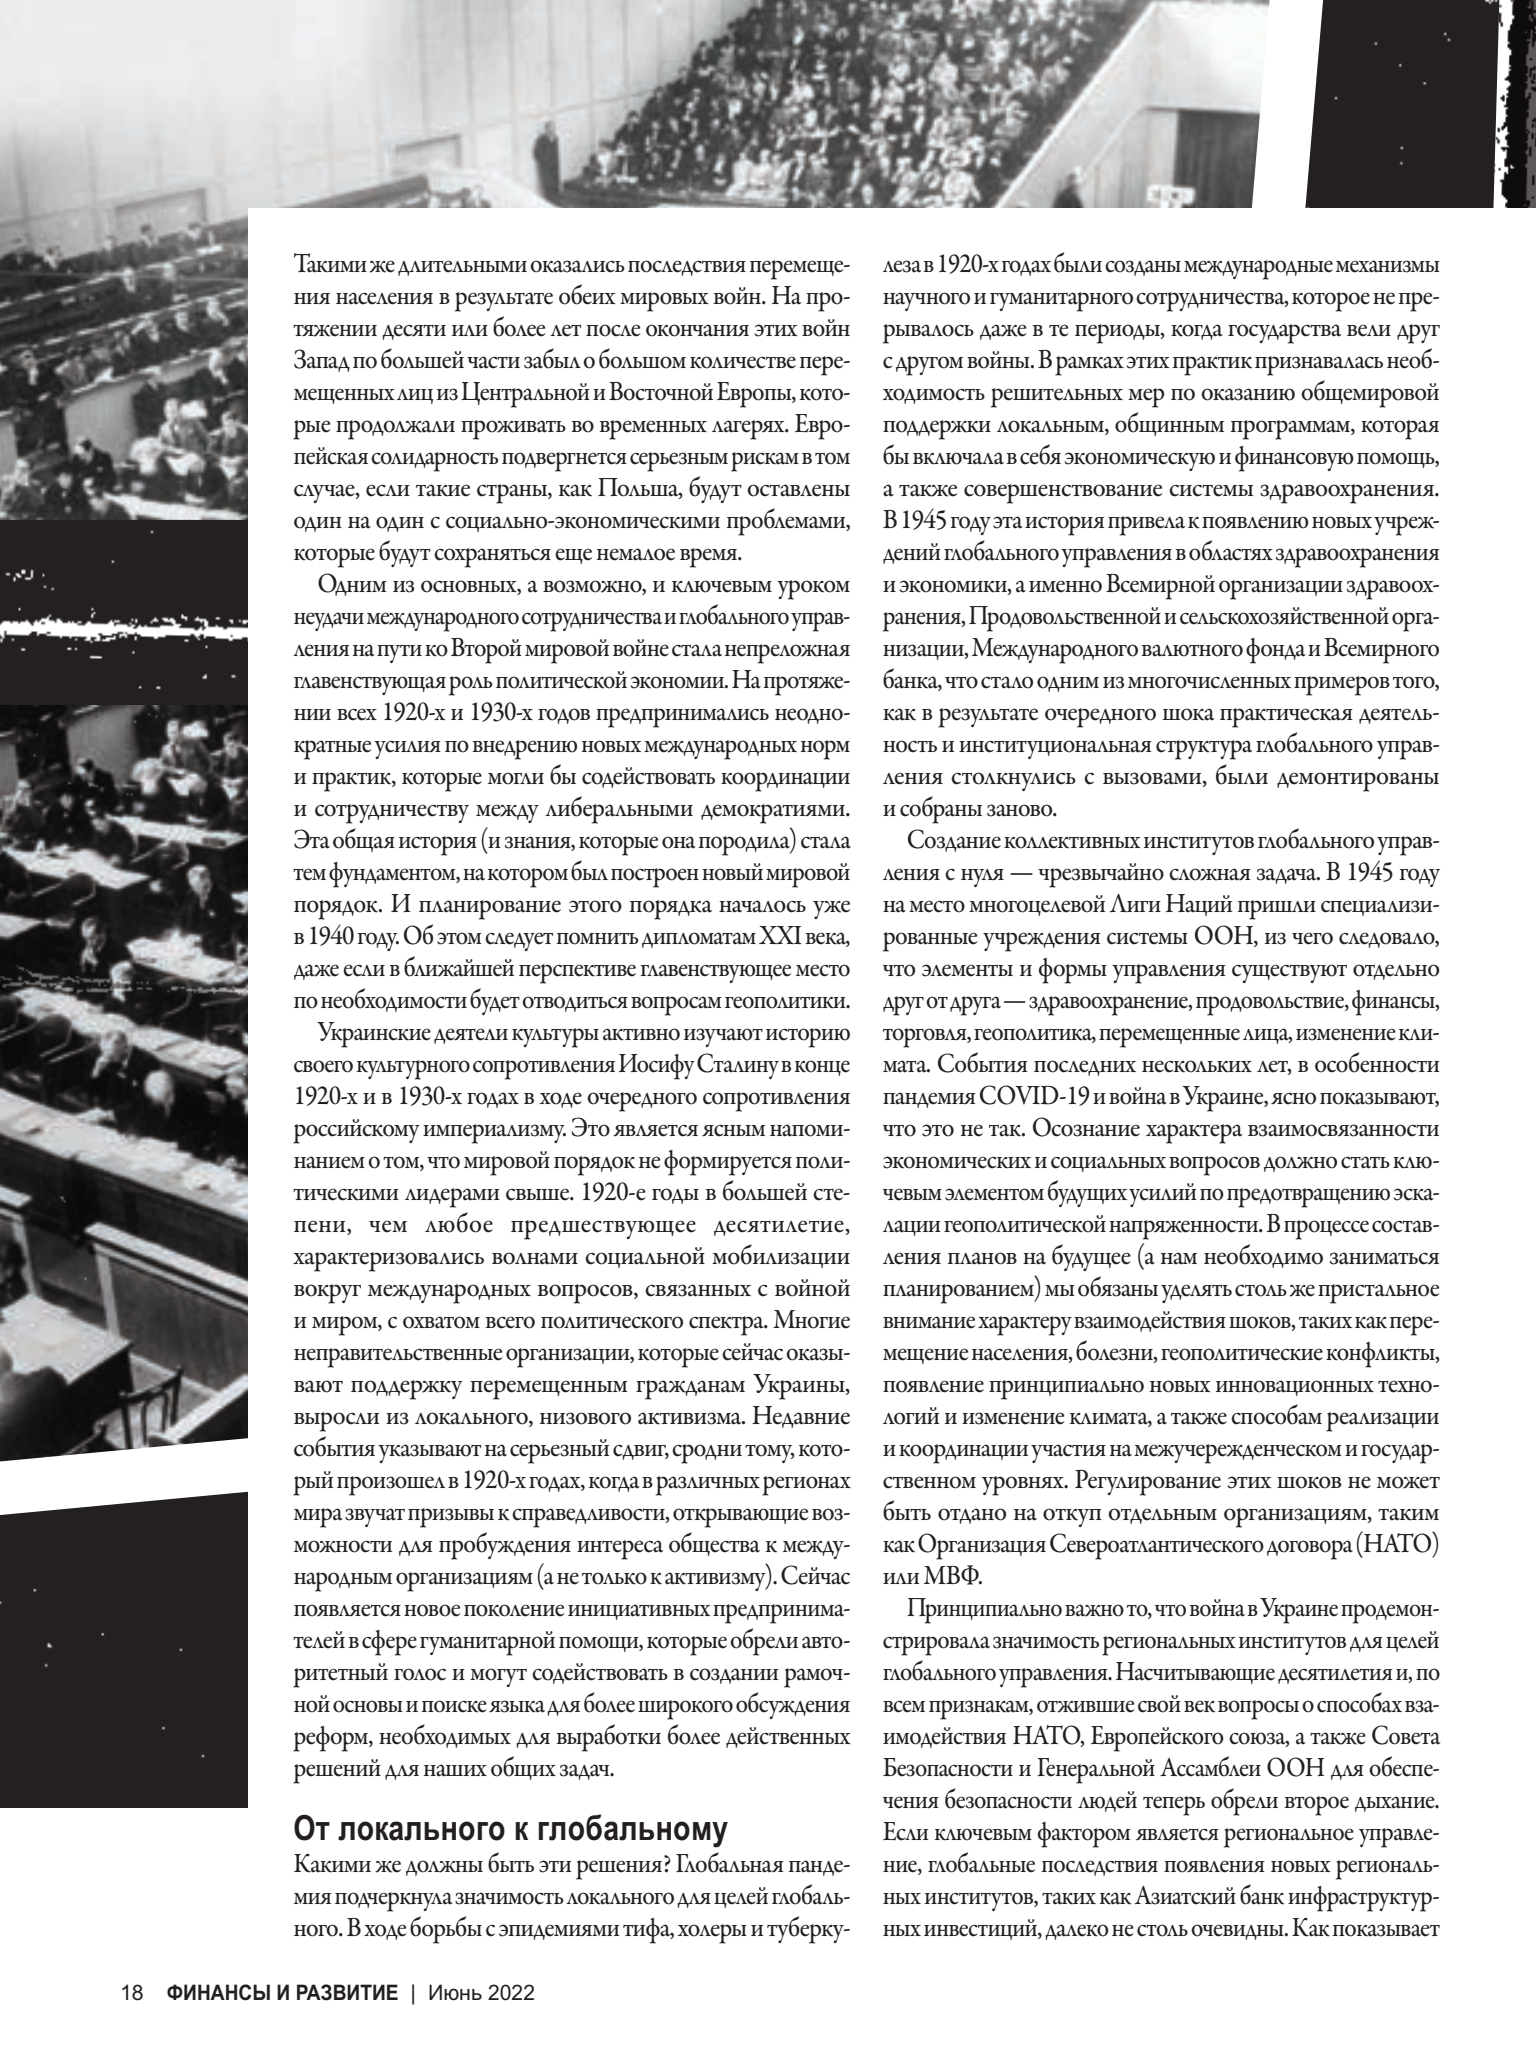 Такими же длительными оказались последствия перемеще-
ния населения в результате обеих мировых войн. На про-
тяжении десяти или более лет после окончания этих войн
Запад по большей части забыл о большом количестве пере-
мещенных лиц из Центральной и Восточной Европы, кото-
рые продолжали проживать во временных лагерях. Евро-
пейская солидарность подвергнется серьезным рискам в том
случае, если такие страны, как Польша, будут оставлены
один на один с социально-экономическими проблемами,
которые будут сохраняться еще немалое время.
Одним из основных, а возможно, и ключевым уроком
неудачи международного сотрудничества и глобального управ-
ления на пути ко Второй мировой войне стала непреложная
главенствующая роль политической экономии. На протяже-
нии всех 1920-х и 1930-х годов предпринимались неодно-
кратные усилия по внедрению новых международных норм
и практик, которые могли бы содействовать координации
и сотрудничеству между либеральными демократиями.
Эта общая история (и знания, которые она породила) стала
тем фундаментом, на котором был построен новый мировой
порядок. И планирование этого порядка началось уже
в 1940 году. Об этом следует помнить дипломатам XXI века,
даже если в ближайшей перспективе главенствующее место
по необходимости будет отводиться вопросам геополитики.
Украинские деятели культуры активно изучают историю
своего культурного сопротивления Иосифу Сталину в конце
1920-х и в 1930-х годах в ходе очередного сопротивления
российскому империализму. Это является ясным напоми-
нанием о том, что мировой порядок не формируется поли-
тическими лидерами свыше. 1920-е годы в большей сте-
пени, чем любое предшествующее десятилетие,
характеризовались волнами социальной мобилизации
вокруг международных вопросов, связанных с войной
и миром, с охватом всего политического спектра. Многие
неправительственные организации, которые сейчас оказы-
вают поддержку перемещенным гражданам Украины,
выросли из локального, низового активизма. Недавние
события указывают на серьезный сдвиг, сродни тому, кото-
рый произошел в 1920-х годах, когда в различных регионах
мира звучат призывы к справедливости, открывающие воз-
можности для пробуждения интереса общества к между-
народным организациям (а не только к активизму). Сейчас
появляется новое поколение инициативных предпринима-
телей в сфере гуманитарной помощи, которые обрели авто-
ритетный голос и могут содействовать в создании рамоч-
ной основы и поиске языка для более широкого обсуждения
реформ, необходимых для выработки более действенных
решений для наших общих задач.
От локального к глобальному
Какими же должны быть эти решения? Глобальная панде-
мия подчеркнула значимость локального для целей глобаль-
ного. В ходе борьбы с эпидемиями тифа, холеры и туберку-
леза в 1920-х годах были созданы международные механизмы
научного и гуманитарного сотрудничества, которое не пре-
рывалось даже в те периоды, когда государства вели друг
с другом войны. В рамках этих практик признавалась необ-
ходимость решительных мер по оказанию общемировой
поддержки локальным, общинным программам, которая
бы включала в себя экономическую и финансовую помощь,
а также совершенствование системы здравоохранения.
В 1945 году эта история привела к появлению новых учреж-
дений глобального управления в областях здравоохранения
и экономики, а именно Всемирной организации здравоох-
ранения, Продовольственной и сельскохозяйственной орга-
низации, Международного валютного фонда и Всемирного
банка, что стало одним из многочисленных примеров того,
как в результате очередного шока практическая деятель-
ность и институциональная структура глобального управ-
ления столкнулись с вызовами, были демонтированы
и собраны заново.
Создание коллективных институтов глобального управ-
ления с нуля — чрезвычайно сложная задача. В 1945 году
на место многоцелевой Лиги Наций пришли специализи-
рованные учреждения системы ООН, из чего следовало,
что элементы и формы управления существуют отдельно
друг от друга — здравоохранение, продовольствие, финансы,
торговля, геополитика, перемещенные лица, изменение кли-
мата. События последних нескольких лет, в особенности
пандемия COVID-19 и война в Украине, ясно показывают,
что это не так. Осознание характера взаимосвязанности
экономических и социальных вопросов должно стать клю-
чевым элементом будущих усилий по предотвращению эска-
лации геополитической напряженности. В процессе состав-
ления планов на будущее (а нам необходимо заниматься
планированием) мы обязаны уделять столь же пристальное
внимание характеру взаимодействия шоков, таких как пере-
мещение населения, болезни, геополитические конфликты,
появление принципиально новых инновационных техно-
логий и изменение климата, а также способам реализации
и координации участия на межучережденческом и государ-
ственном уровнях. Регулирование этих шоков не может
быть отдано на откуп отдельным организациям, таким
как Организация Североатлантического договора (НАТО)
или МВФ.
Принципиально важно то, что война в Украине продемон-
стрировала значимость региональных институтов для целей
глобального управления. Насчитывающие десятилетия и, по
всем признакам, отжившие свой век вопросы о способах вза-
имодействия НАТО, Европейского союза, а также Совета
Безопасности и Генеральной Ассамблеи ООН для обеспе-
чения безопасности людей теперь обрели второе дыхание.
Если ключевым фактором является региональное управле-
ние, глобальные последствия появления новых региональ-
ных институтов, таких как Азиатский банк инфраструктур-
ных инвестиций, далеко не столь очевидны. Как показывает
18 ФИНАНСЫ И РАЗВИТИЕ | Июнь 2022